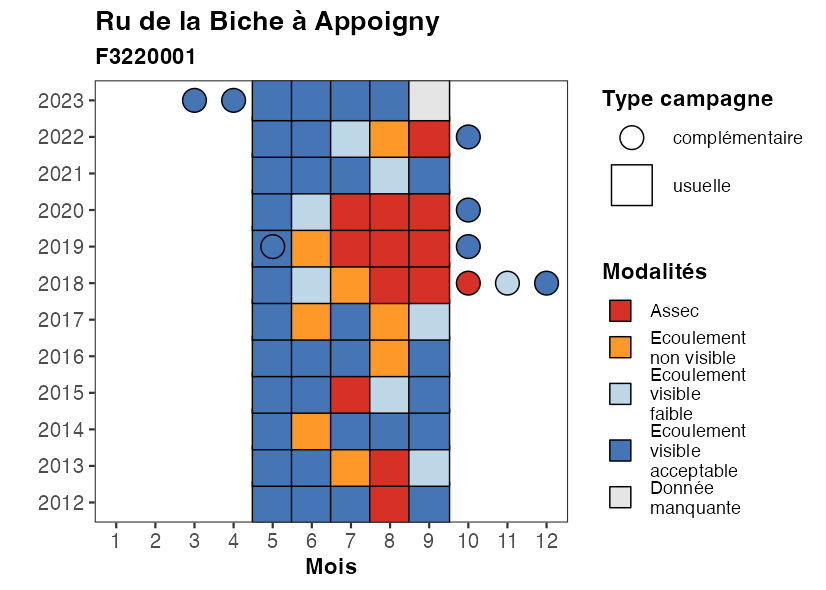 Ru de la Biche à Appoigny
F3220001
2023
2022
2021
2020
2019
2018
2017
2016
2015
2014
2013
2012
1 2 3 4 5 6 7 8 9 10 11 12
Mois
Type campagne
complémentaire
usuelle
Modalités
Assec
Ecoulement
non visible
Ecoulement
visible
faible
Ecoulement
visible
acceptable
Donnée
manquante